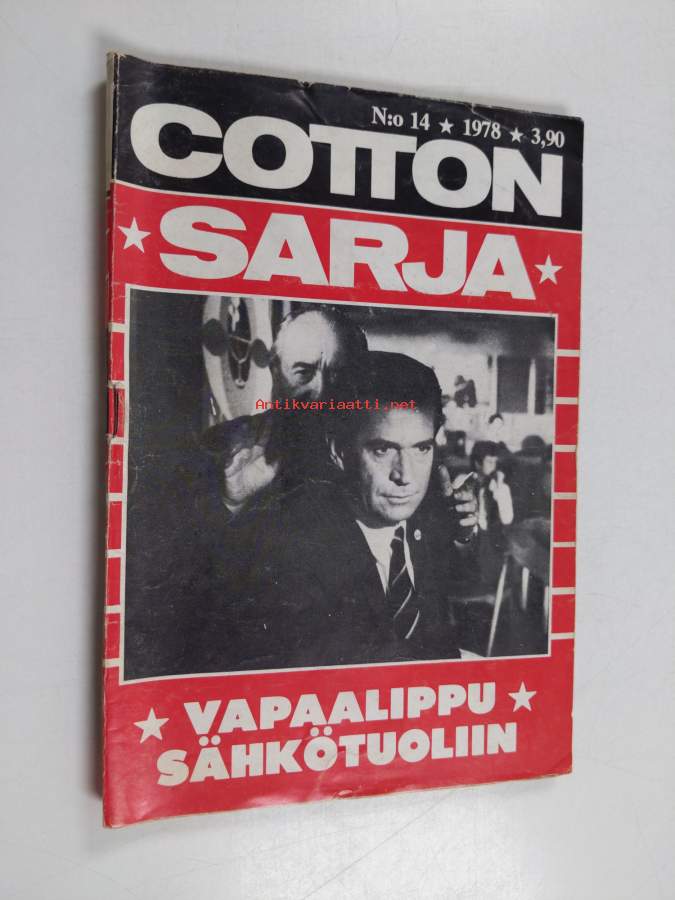 N:o 14 ★ 1978 ★ 3,90
COTTON
★ SARJA ★
Antikvariaatti.net
★ VAPAALIPPU ★
SÄHKÖTUOLIIN